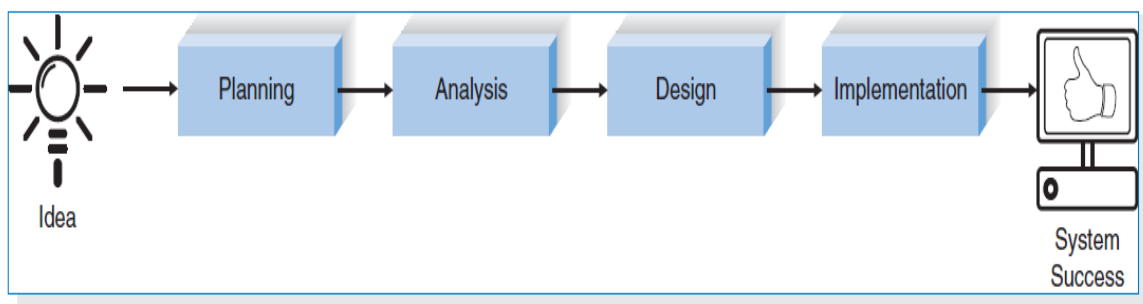 Idea
Planning
Analysis
Design
Implementation
System
Success